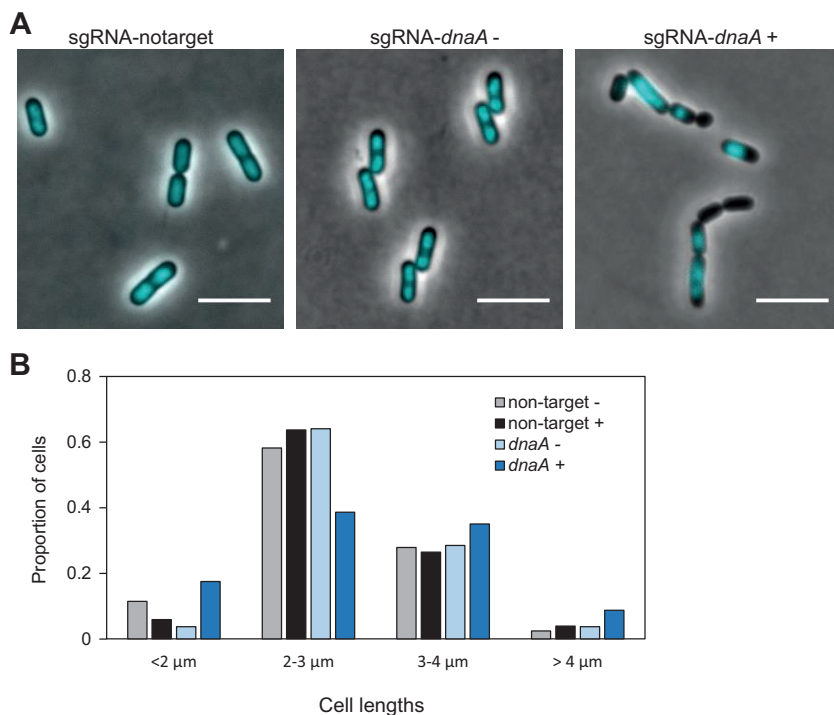 A
sgRNA-notarget
sgRNA-dnaA -
sgRNA-dnaA +
B
0.8
0.6
0.4
0.2
0
Proportion of cells
non-target -
non-target +
dnaA -
dnaA +
<2 μm
2-3 μm
3-4 μm
> 4 μm
Cell lengths